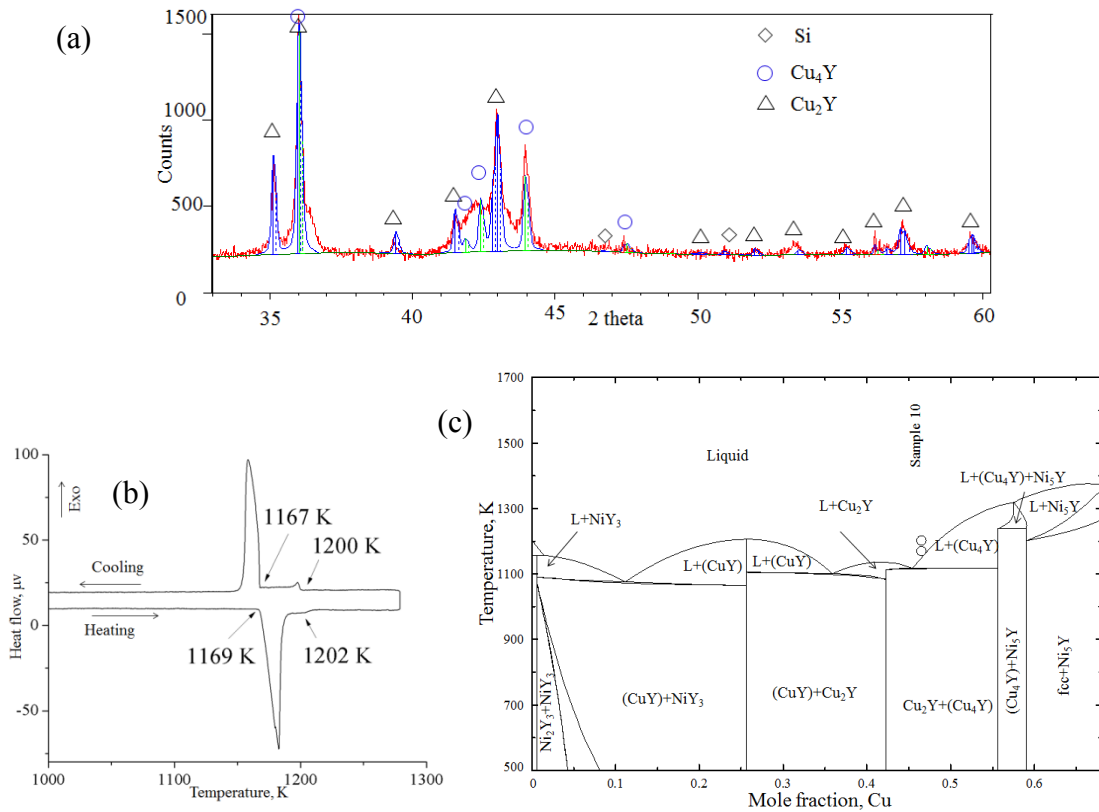 (a)
1500
1000
500
0
Counts
35
40
45
50
55
60
2 theta
Si
Cu₄Y
Cu₂Y
(b)
100
50
0
-50
Heat flow, μv
Exo
Cooling
Heating
1167 K
1200 K
1169 K
1202 K
1000
1100
1200
1300
Temperature, K
(c)
1700
1500
1300
1100
900
700
500
Temperature, K
Liquid
Sample 10
L+(Cu₄Y)+Ni₅Y
L+Ni₅Y
L+Cu₂Y
L+NiY₃
L+(CuY)
L+(CuY)
L+(Cu₄Y)
Ni₂Y₃+NiY₃
(CuY)+NiY₃
(CuY)+Cu₂Y
Cu₂Y+(Cu₄Y)
(Cu₄Y)+Ni₅Y
fcc+Ni₅Y
0
0.1
0.2
0.3
0.4
0.5
0.6
Mole fraction, Cu